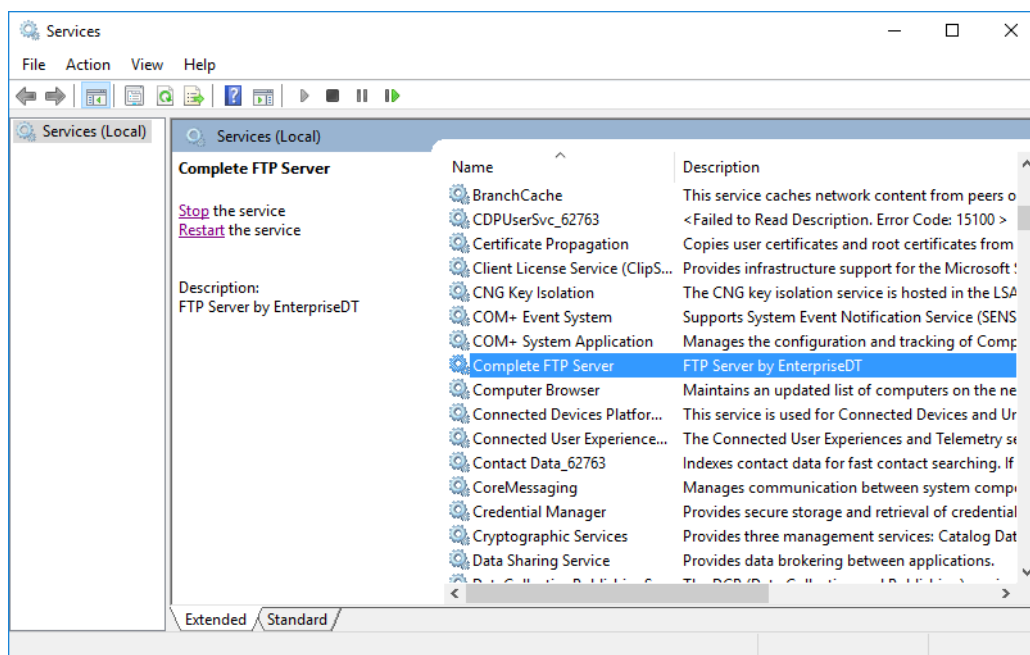 Services
File Action View Help
Services (Local)
Services (Local)
Complete FTP Server
Stop the service
Restart the service
Description:
FTP Server by EnterpriseDT
Name Description
BranchCache This service caches network content from peers o
CDPUserSvc_62763 <Failed to Read Description. Error Code: 15100 >
Certificate Propagation Copies user certificates and root certificates from
Client License Service (ClipS... Provides infrastructure support for the Microsoft
CNG Key Isolation The CNG key isolation service is hosted in the LSA
COM+ Event System Supports System Event Notification Service (SENS
COM+ System Application Manages the configuration and tracking of Comp
Complete FTP Server FTP Server by EnterpriseDT
Computer Browser Maintains an updated list of computers on the ne
Connected Devices Platfor... This service is used for Connected Devices and Ur
Connected User Experience... The Connected User Experiences and Telemetry se
Contact Data_62763 Indexes contact data for fast contact searching. If
CoreMessaging Manages communication between system comp
Credential Manager Provides secure storage and retrieval of credential
Cryptographic Services Provides three management services: Catalog Dat
Data Sharing Service Provides data brokering between applications.
Extended Standard